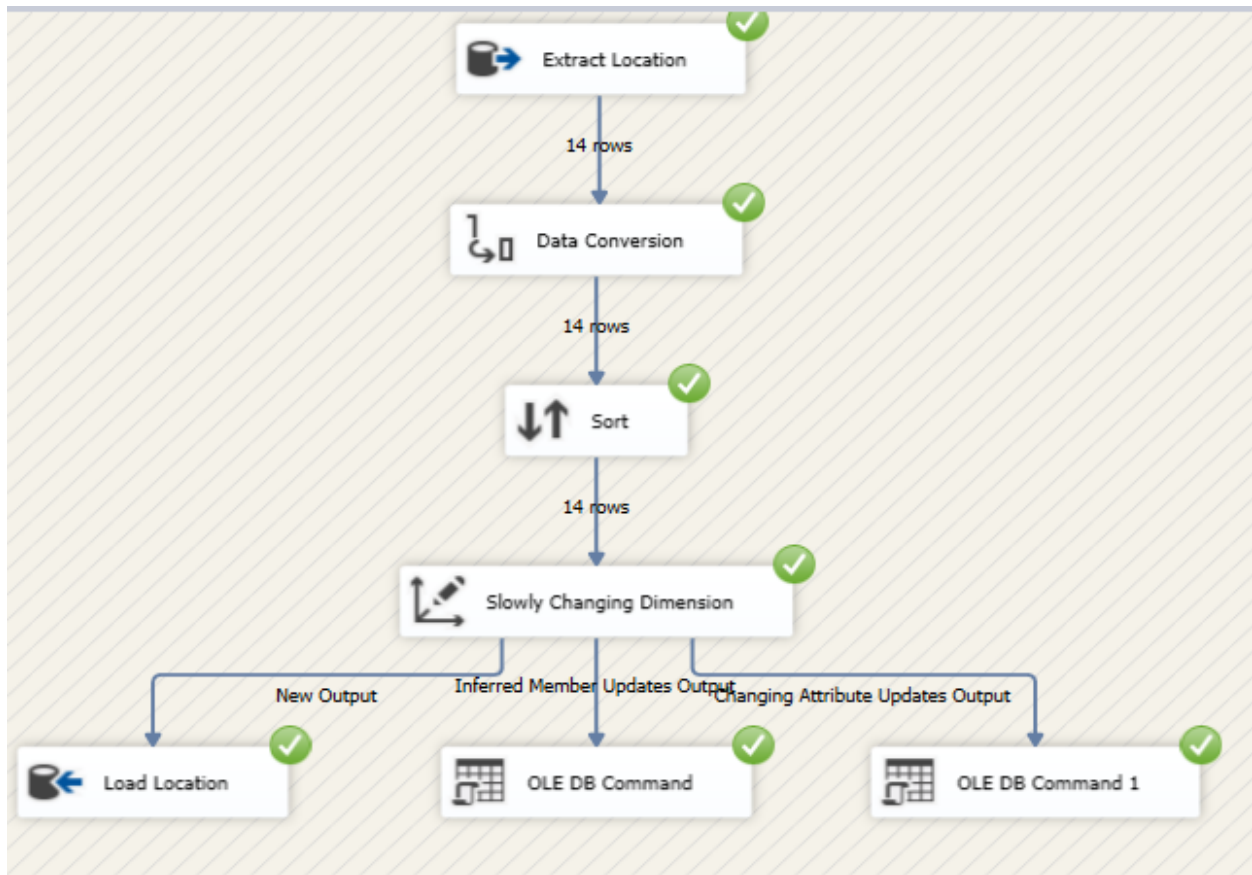 Extract Location
14 rows
Data Conversion
14 rows
Sort
14 rows
Slowly Changing Dimension
New Output
Inferred Member Updates Output
Changing Attribute Updates Output
Load Location
OLE DB Command
OLE DB Command 1